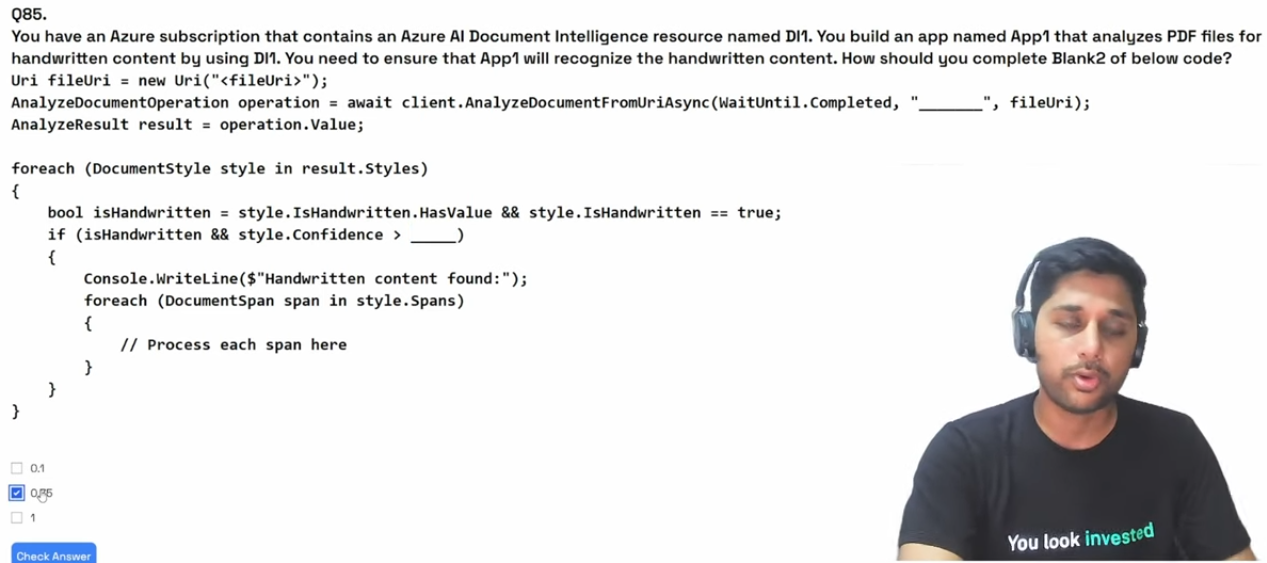 Q85.
You have an Azure subscription that contains an Azure AI Document Intelligence resource named DI1. You build an app named App1 that analyzes PDF files for
handwritten content by using DI1. You need to ensure that App1 will recognize the handwritten content. How should you complete Blank2 of below code?
Uri fileUri = new Uri("<fileUri>");
AnalyzeDocumentOperation operation = await client.AnalyzeDocumentFromUriAsync(WaitUntil.Completed, "_______", fileUri);
AnalyzeResult result = operation.Value;
foreach (DocumentStyle style in result.Styles)
{
bool isHandwritten = style.IsHandwritten.HasValue && style.IsHandwritten == true;
if (isHandwritten && style.Confidence > _____)
{
Console.WriteLine($"Handwritten content found:");
foreach (DocumentSpan span in style.Spans)
{
// Process each span here
}
}
}
0.1
1
Check Answer
You look invested